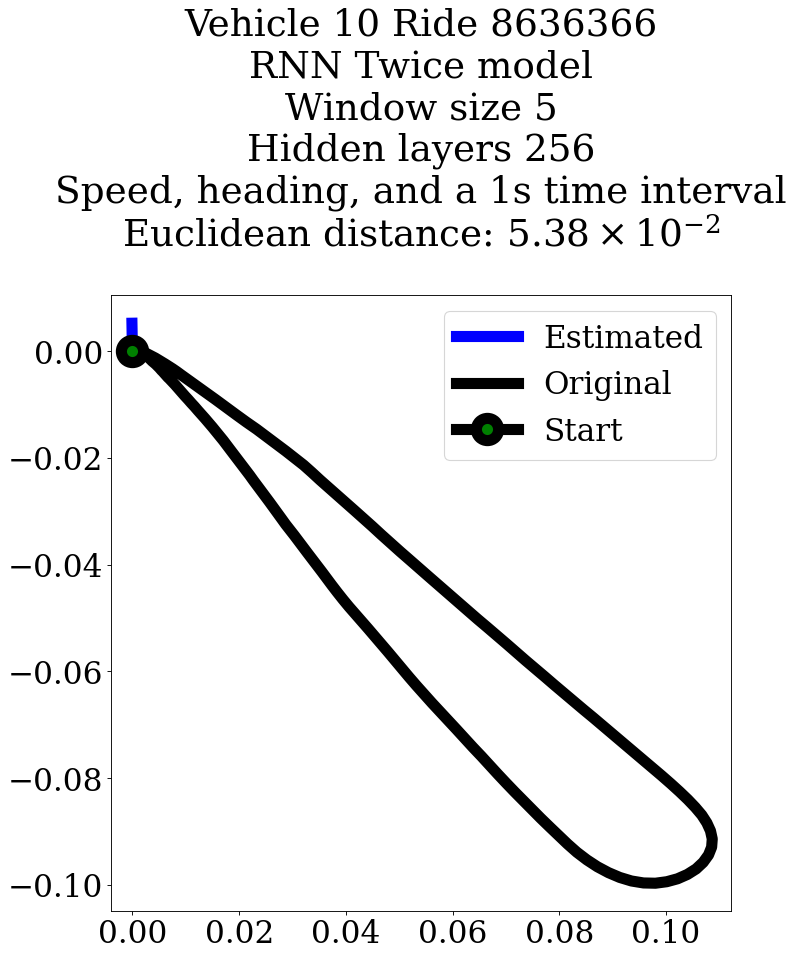 Vehicle 10 Ride 8636366
RNN Twice model
Window size 5
Hidden layers 256
Speed, heading, and a 1s time interval
Euclidean distance: 5.38 × 10⁻²
Estimated
Original
Start
0.00
−0.02
−0.04
−0.06
−0.08
−0.10
0.00 0.02 0.04 0.06 0.08 0.10